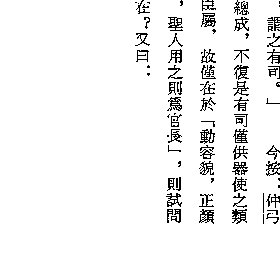 ，謂之有司。」　今按：仲弓
總成，不復是有司僅供器使之類
臣屬，故僅在於「動容貌，正顏
，聖人用之則爲官長」，則試問
在？又曰：